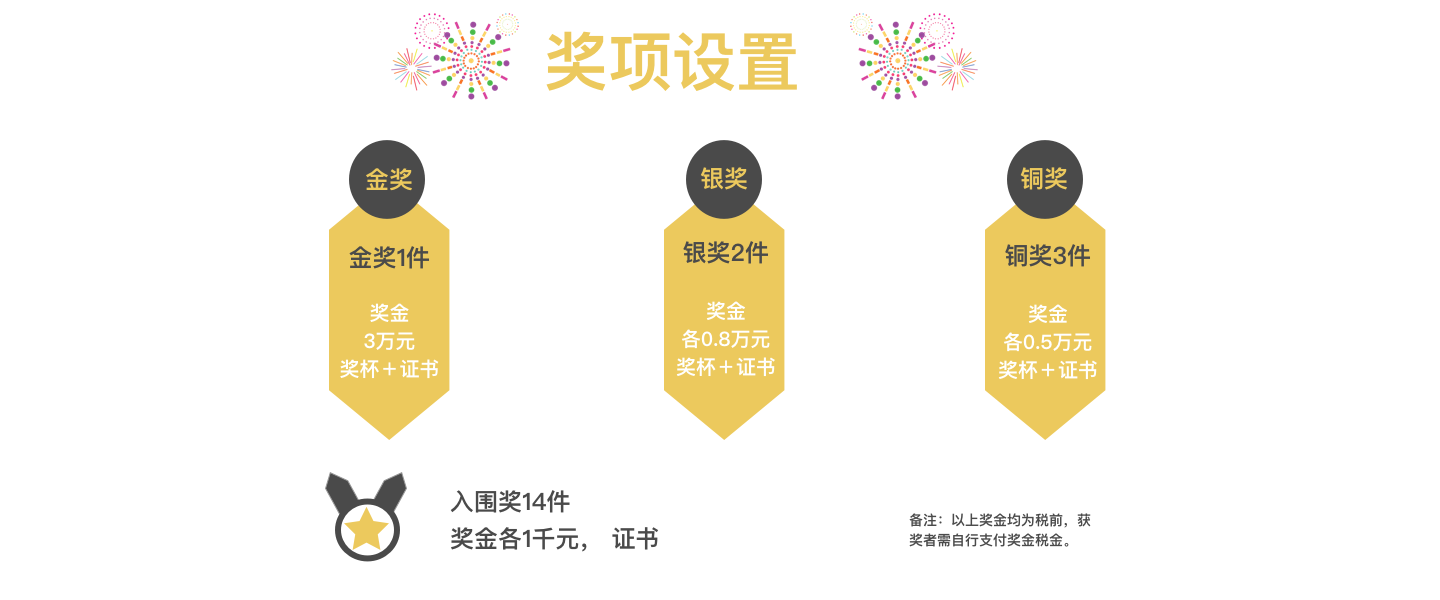 奖项设置
金奖
金奖1件
奖金
3万元
奖杯＋证书
银奖
银奖2件
奖金
各0.8万元
奖杯＋证书
铜奖
铜奖3件
奖金
各0.5万元
奖杯＋证书
入围奖14件
奖金各1千元， 证书
备注：以上奖金均为税前，获
奖者需自行支付奖金税金。